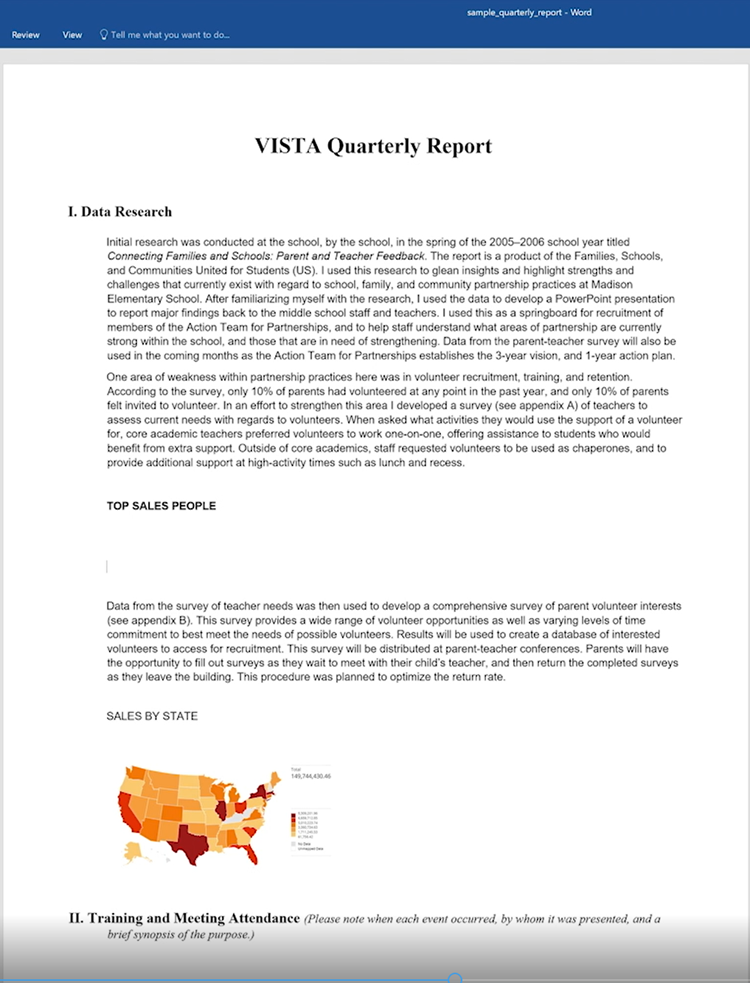 sample_quarterly_report - Word
Review View Tell me what you want to do...
VISTA Quarterly Report
I. Data Research
Initial research was conducted at the school, by the school, in the spring of the 2005–2006 school year titled
Connecting Families and Schools: Parent and Teacher Feedback. The report is a product of the Families, Schools,
and Communities United for Students (US). I used this research to glean insights and highlight strengths and
challenges that currently exist with regard to school, family, and community partnership practices at Madison
Elementary School. After familiarizing myself with the research, I used the data to develop a PowerPoint presentation
to report major findings back to the middle school staff and teachers. I used this as a springboard for recruitment of
members of the Action Team for Partnerships, and to help staff understand what areas of partnership are currently
strong within the school, and those that are in need of strengthening. Data from the parent-teacher survey will also be
used in the coming months as the Action Team for Partnerships establishes the 3-year vision, and 1-year action plan.
One area of weakness within partnership practices here was in volunteer recruitment, training, and retention.
According to the survey, only 10% of parents had volunteered at any point in the past year, and only 10% of parents
felt invited to volunteer. In an effort to strengthen this area I developed a survey (see appendix A) of teachers to
assess current needs with regards to volunteers. When asked what activities they would use the support of a volunteer
for, core academic teachers preferred volunteers to work one-on-one, offering assistance to students who would
benefit from extra support. Outside of core academics, staff requested volunteers to be used as chaperones, and to
provide additional support at high-activity times such as lunch and recess.
TOP SALES PEOPLE
Data from the survey of teacher needs was then used to develop a comprehensive survey of parent volunteer interests
(see appendix B). This survey provides a wide range of volunteer opportunities as well as varying levels of time
commitment to best meet the needs of possible volunteers. Results will be used to create a database of interested
volunteers to access for recruitment. This survey will be distributed at parent-teacher conferences. Parents will have
the opportunity to fill out surveys as they wait to meet with their child's teacher, and then return the completed surveys
as they leave the building. This procedure was planned to optimize the return rate.
SALES BY STATE
Total
149,744,430.46
No Data
Unmapped Data
II. Training and Meeting Attendance (Please note when each event occurred, by whom it was presented, and a
brief synopsis of the purpose.)